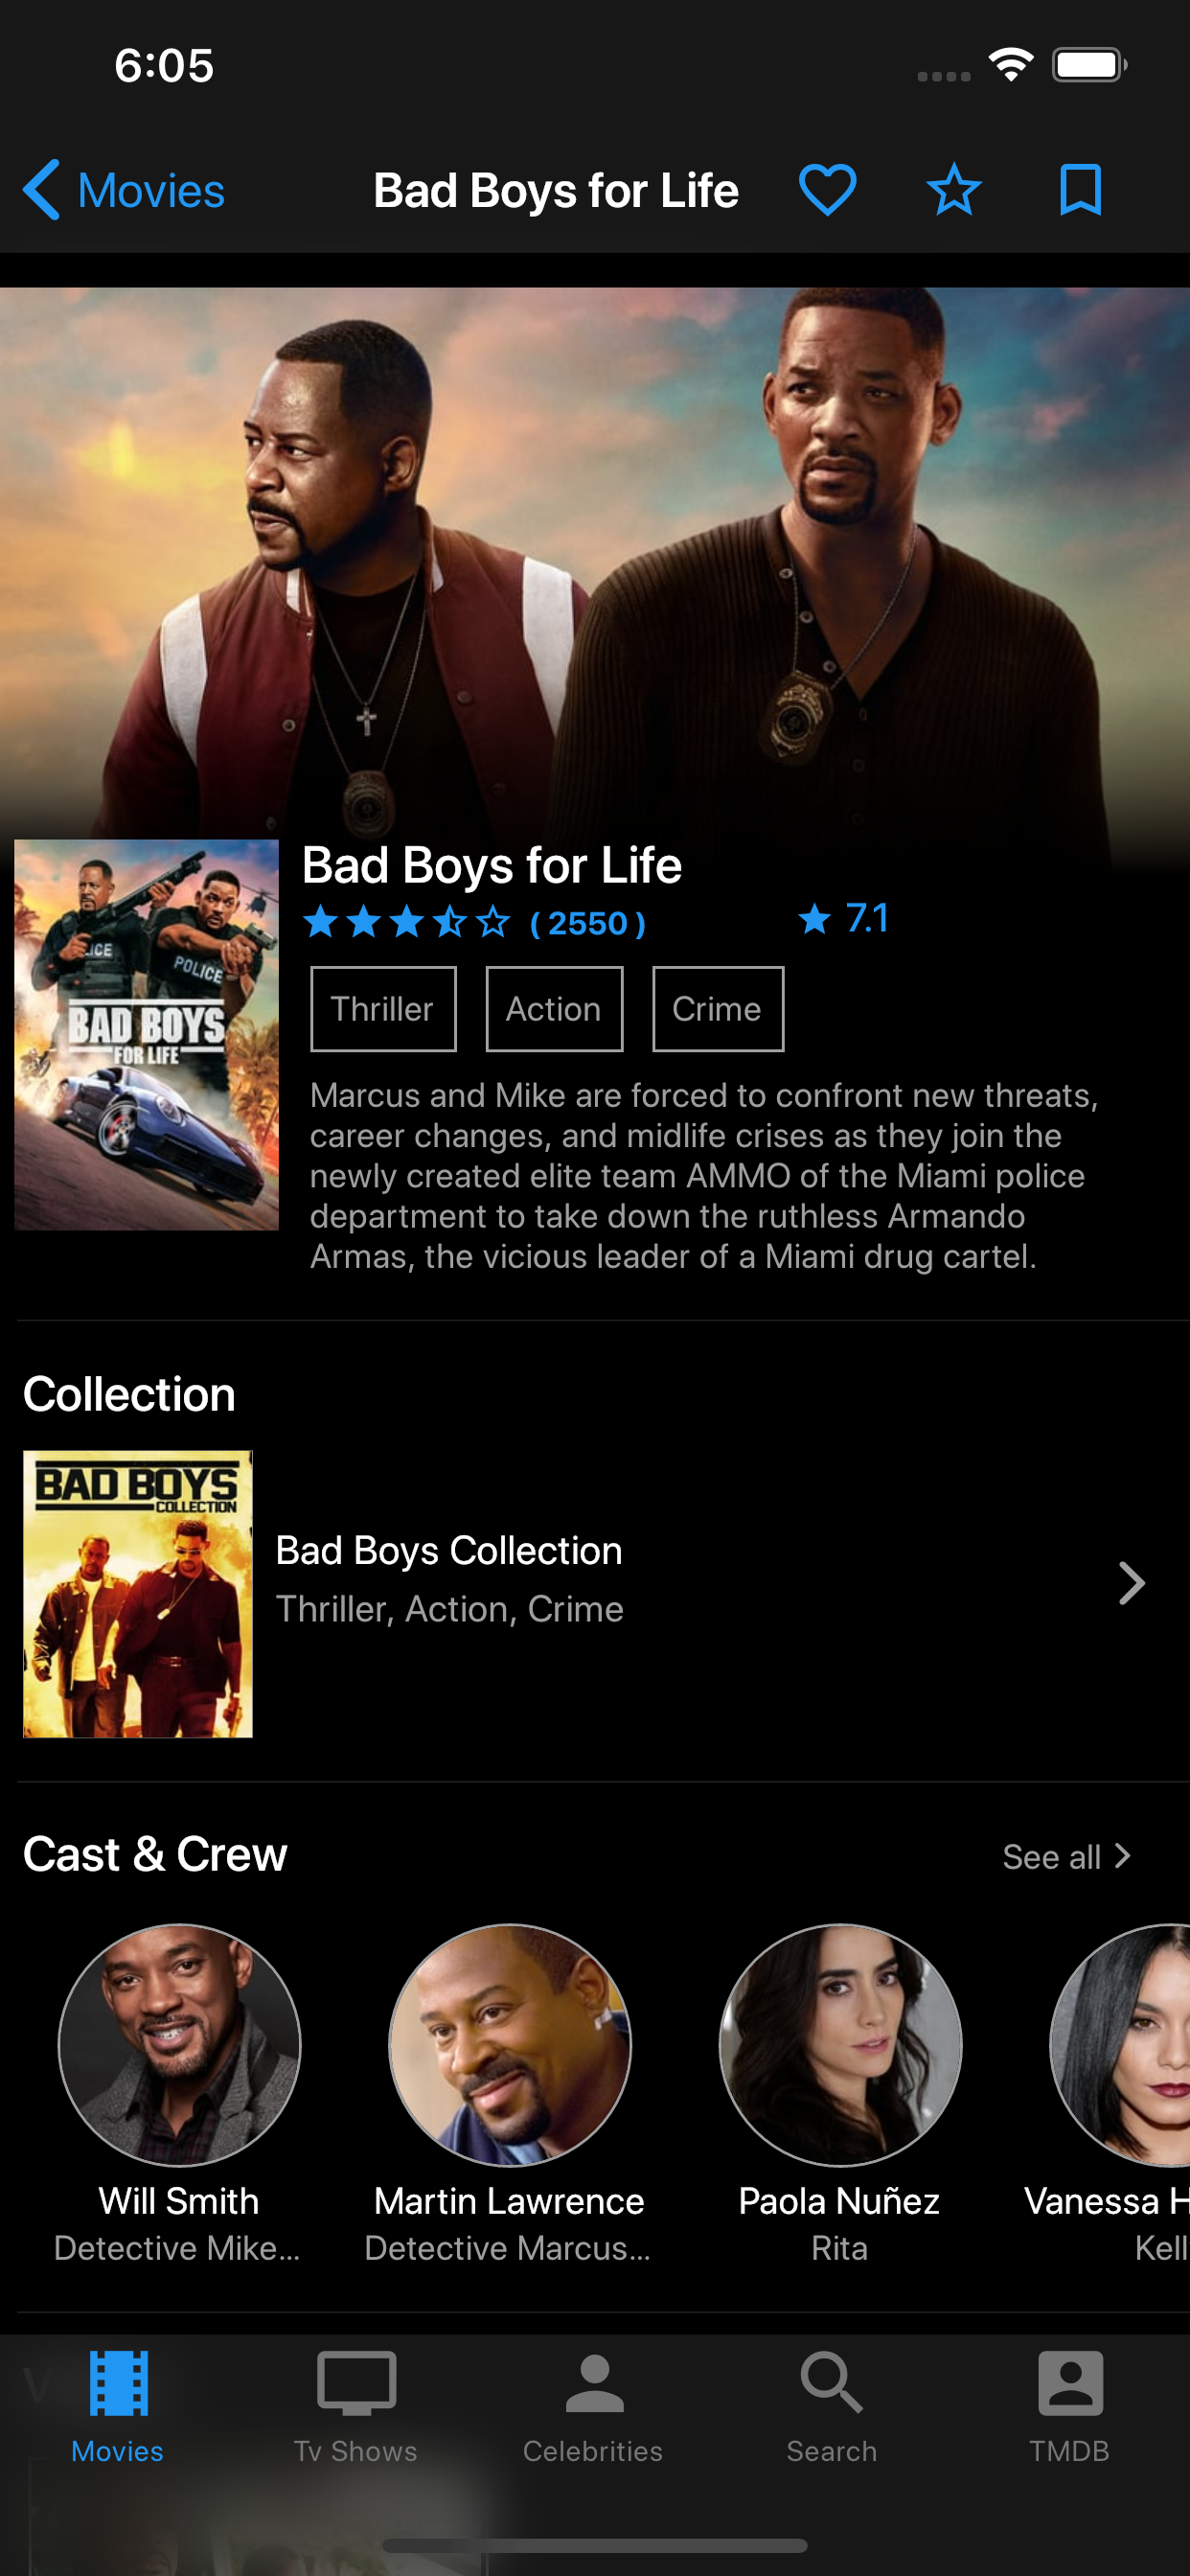 6:05
Movies
Bad Boys for Life
Bad Boys for Life
( 2550 )
7.1
Thriller
Action
Crime
Marcus and Mike are forced to confront new threats,
career changes, and midlife crises as they join the
newly created elite team AMMO of the Miami police
department to take down the ruthless Armando
Armas, the vicious leader of a Miami drug cartel.
POLICE
BAD BOYS
FOR LIFE
Collection
BAD BOYS
COLLECTION
Bad Boys Collection
Thriller, Action, Crime
Cast & Crew
See all
Will Smith
Martin Lawrence
Paola Nuñez
Vanessa H
Detective Mike...
Detective Marcus...
Rita
Kell
Movies
Tv Shows
Celebrities
Search
TMDB